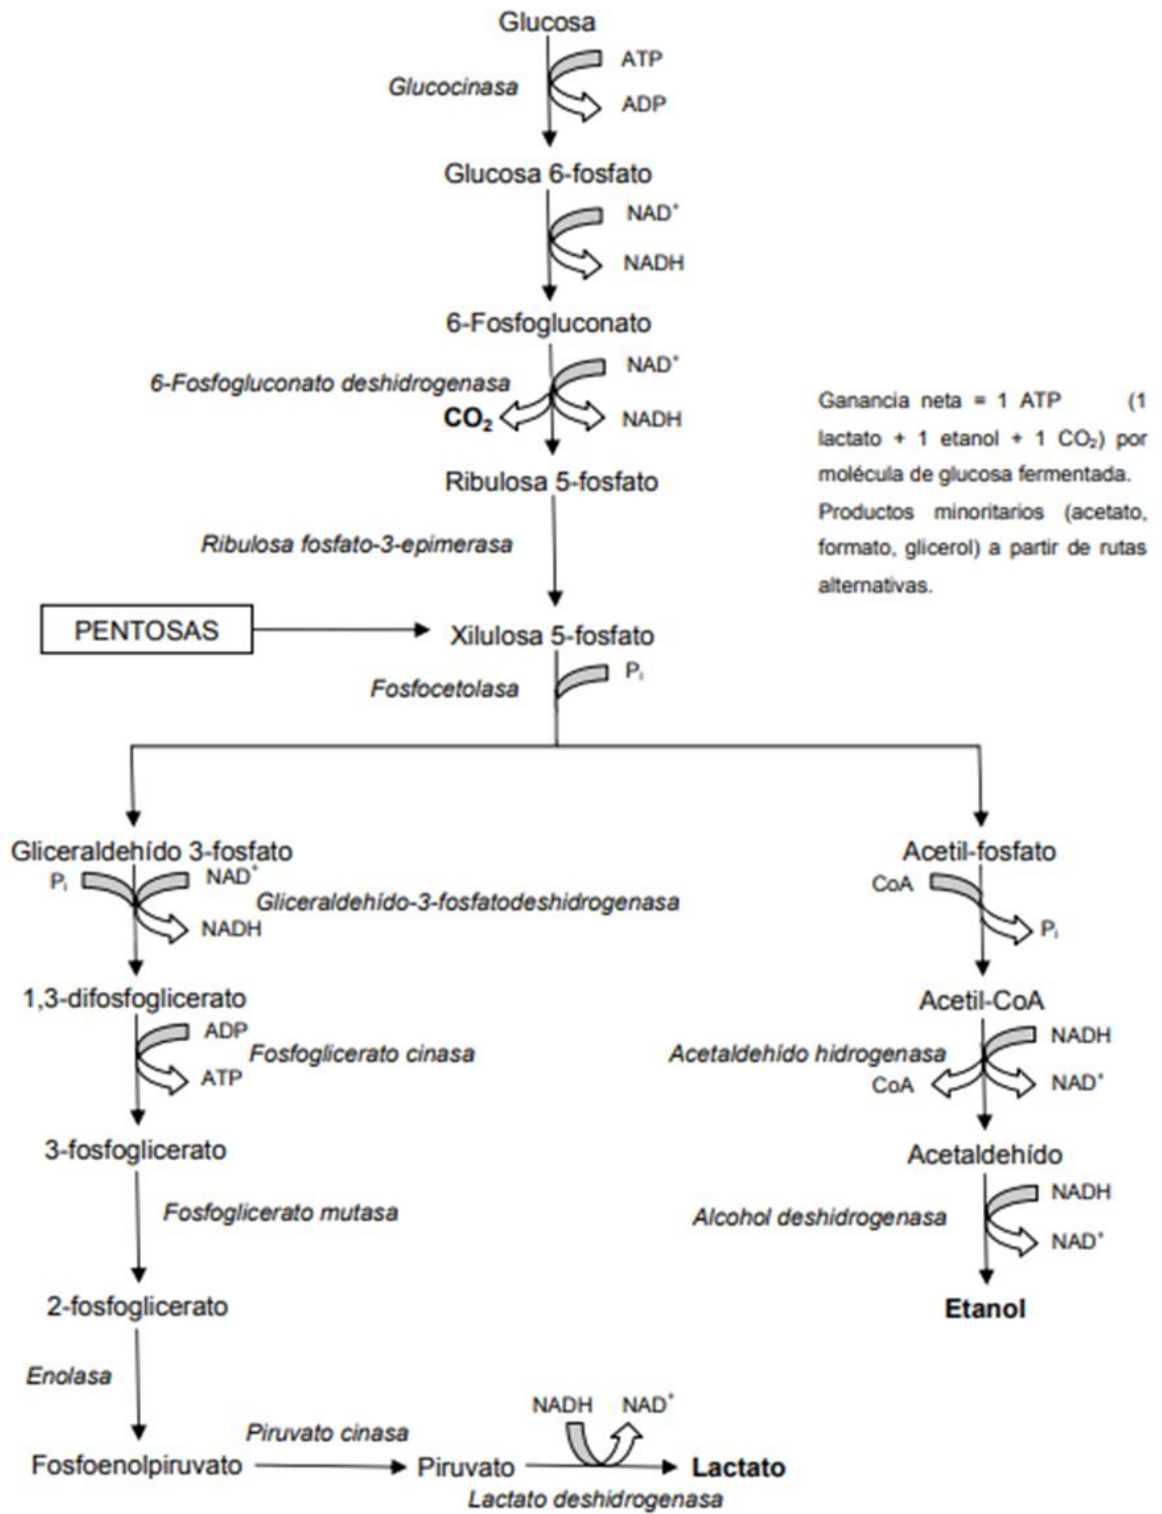 Glucosa
ATP
Glucocinasa
ADP
Glucosa 6-fosfato
NAD⁺
NADH
6-Fosfogluconato
NAD⁺
6-Fosfogluconato deshidrogenasa
CO₂
NADH
Ganancia neta = 1 ATP (1
lactato + 1 etanol + 1 CO₂) por
molécula de glucosa fermentada.
Productos minoritarios (acetato,
formato, glicerol) a partir de rutas
alternativas.
Ribulosa 5-fosfato
Ribulosa fosfato-3-epimerasa
PENTOSAS
Xilulosa 5-fosfato
Pᵢ
Fosfocetolasa
Gliceraldehído 3-fosfato
Pᵢ NAD⁺
Gliceraldehído-3-fosfatodeshidrogenasa
NADH
1,3-difosfoglicerato
ADP
Fosfoglicerato cinasa
ATP
3-fosfoglicerato
Fosfoglicerato mutasa
2-fosfoglicerato
Enolasa
Fosfoenolpiruvato
Piruvato cinasa
Piruvato
NADH NAD⁺
Lactato
Lactato deshidrogenasa
Acetil-fosfato
CoA
Pᵢ
Acetil-CoA
NADH
Acetaldehído hidrogenasa
CoA
NAD⁺
Acetaldehído
NADH
Alcohol deshidrogenasa
NAD⁺
Etanol